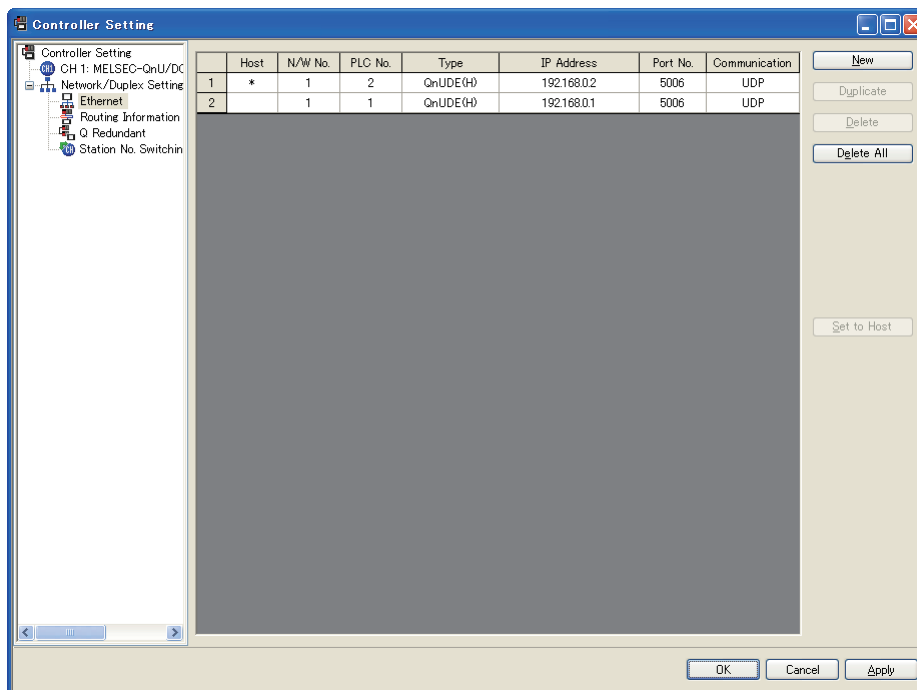 Controller Setting
Controller Setting
CH1 CH 1: MELSEC-QnU/DC
Network/Duplex Setting
Ethernet
Routing Information
Q Redundant
CH Station No. Switchin
Host N/W No. PLC No. Type IP Address Port No. Communication
1 * 1 2 QnUDE(H) 192.168.0.2 5006 UDP
2 1 1 QnUDE(H) 192.168.0.1 5006 UDP
New
Duplicate
Delete
Delete All
Set to Host
OK Cancel Apply